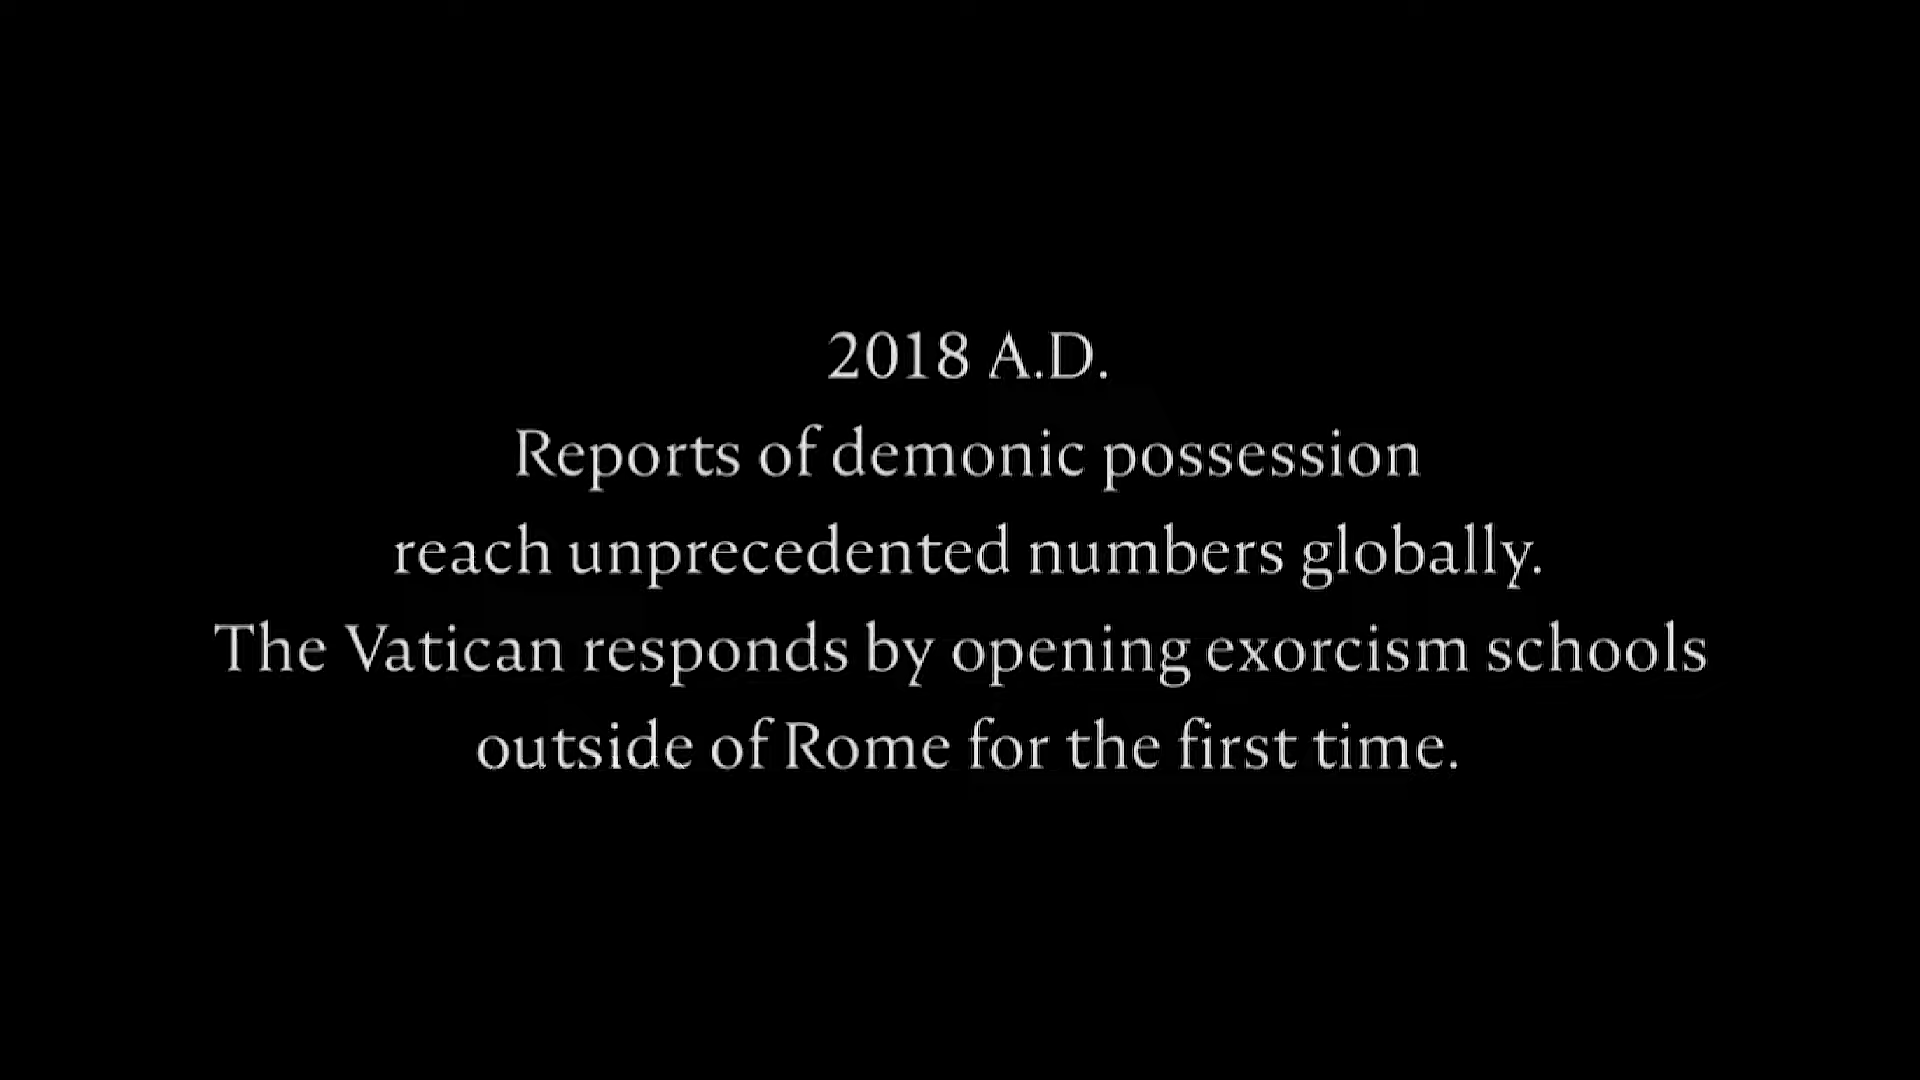 2018 A.D.
Reports of demonic possession
reach unprecedented numbers globally.
The Vatican responds by opening exorcism schools
outside of Rome for the first time.